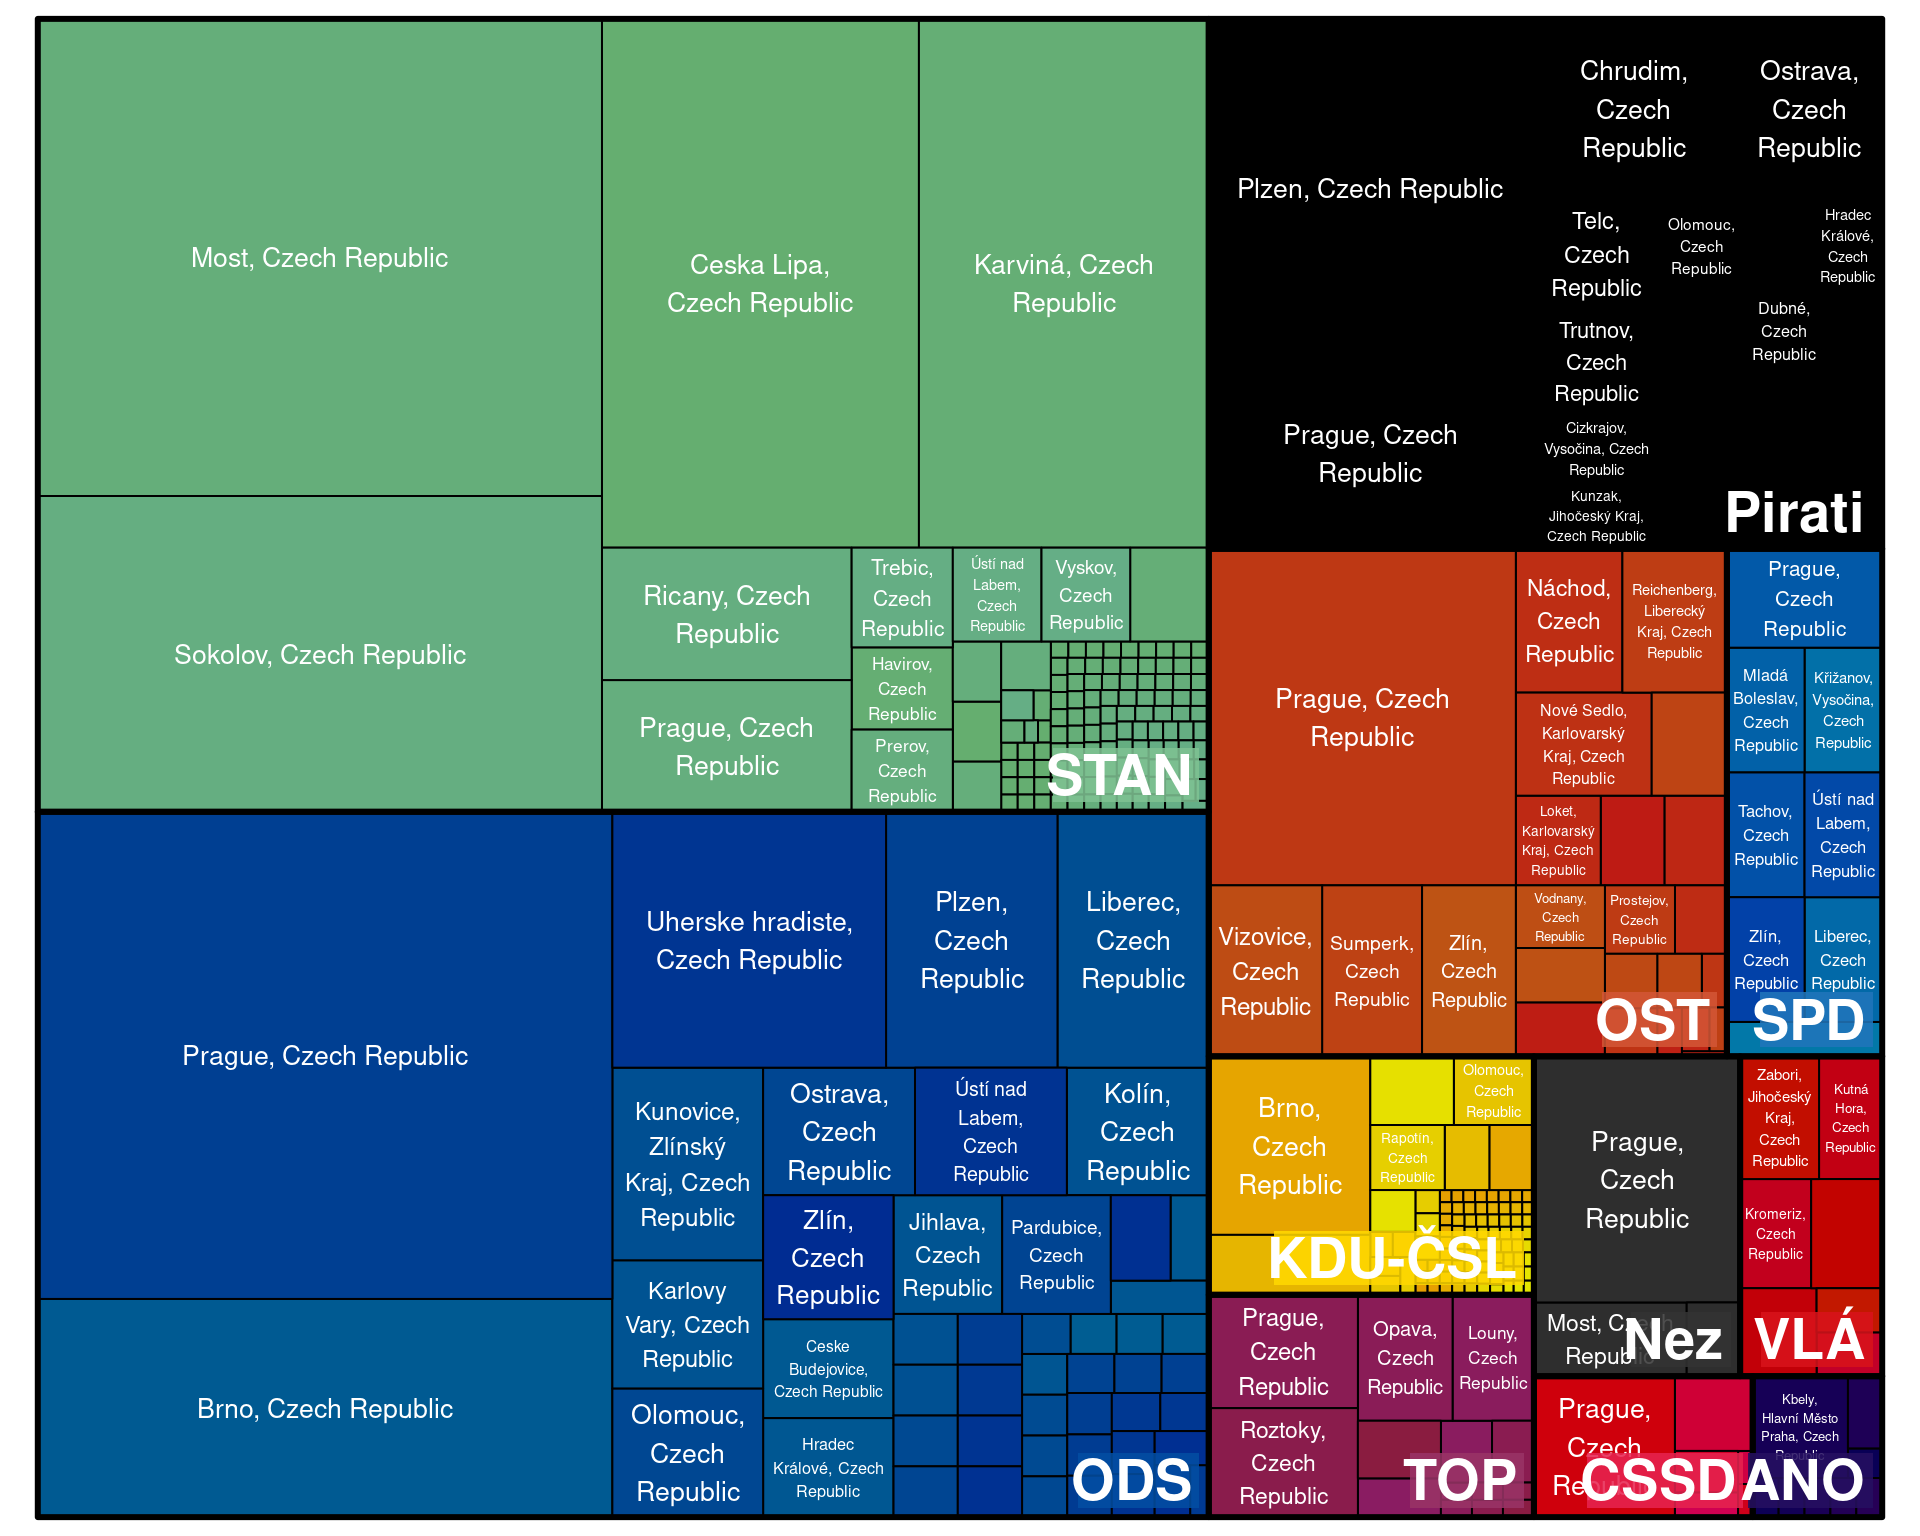 Most, Czech Republic
Sokolov, Czech Republic
Ceska Lipa,
Czech Republic
Karviná, Czech
Republic
Ricany, Czech
Republic
Prague, Czech
Republic
Trebic,
Czech
Republic
Havirov,
Czech
Republic
Prerov,
Czech
Republic
Ústí nad
Labem,
Czech
Republic
Vyskov,
Czech
Republic
STAN
Prague, Czech Republic
Brno, Czech Republic
Uherske hradiste,
Czech Republic
Plzen,
Czech
Republic
Liberec,
Czech
Republic
Kunovice,
Zlínský
Kraj, Czech
Republic
Karlovy
Vary, Czech
Republic
Olomouc,
Czech
Republic
Ostrava,
Czech
Republic
Ústí nad
Labem,
Czech
Republic
Kolín,
Czech
Republic
Zlín,
Czech
Republic
Ceske
Budejovice,
Czech Republic
Hradec
Králové, Czech
Republic
Jihlava,
Czech
Republic
Pardubice,
Czech
Republic
ODS
Plzen, Czech Republic
Prague, Czech
Republic
Chrudim,
Czech
Republic
Ostrava,
Czech
Republic
Telc,
Czech
Republic
Olomouc,
Czech
Republic
Hradec
Králové,
Czech
Republic
Dubné,
Czech
Republic
Trutnov,
Czech
Republic
Cizkrajov,
Vysočina, Czech
Republic
Kunzak,
Jihočeský Kraj,
Czech Republic
Pirati
Prague, Czech
Republic
Náchod,
Czech
Republic
Reichenberg,
Liberecký
Kraj, Czech
Republic
Nové Sedlo,
Karlovarský
Kraj, Czech
Republic
Loket,
Karlovarský
Kraj, Czech
Republic
Vizovice,
Czech
Republic
Sumperk,
Czech
Republic
Zlín,
Czech
Republic
Vodnany,
Czech
Republic
Prostejov,
Czech
Republic
OST
Prague,
Czech
Republic
Mladá
Boleslav,
Czech
Republic
Křižanov,
Vysočina,
Czech
Republic
Tachov,
Czech
Republic
Ústí nad
Labem,
Czech
Republic
Zlín,
Czech
Republic
Liberec,
Czech
Republic
SPD
Brno,
Czech
Republic
Olomouc,
Czech
Republic
Rapotín,
Czech
Republic
KDU-ČSL
Prague,
Czech
Republic
Most, Czech
Republic
Nez
Zabori,
Jihočeský
Kraj,
Czech
Republic
Kutná
Hora,
Czech
Republic
Kromeriz,
Czech
Republic
VLÁ
Prague,
Czech
Republic
Roztoky,
Czech
Republic
Opava,
Czech
Republic
Louny,
Czech
Republic
TOP
Prague,
Czech
Republic
CSSD
Kbely,
Hlavní Město
Praha, Czech
Republic
ANO